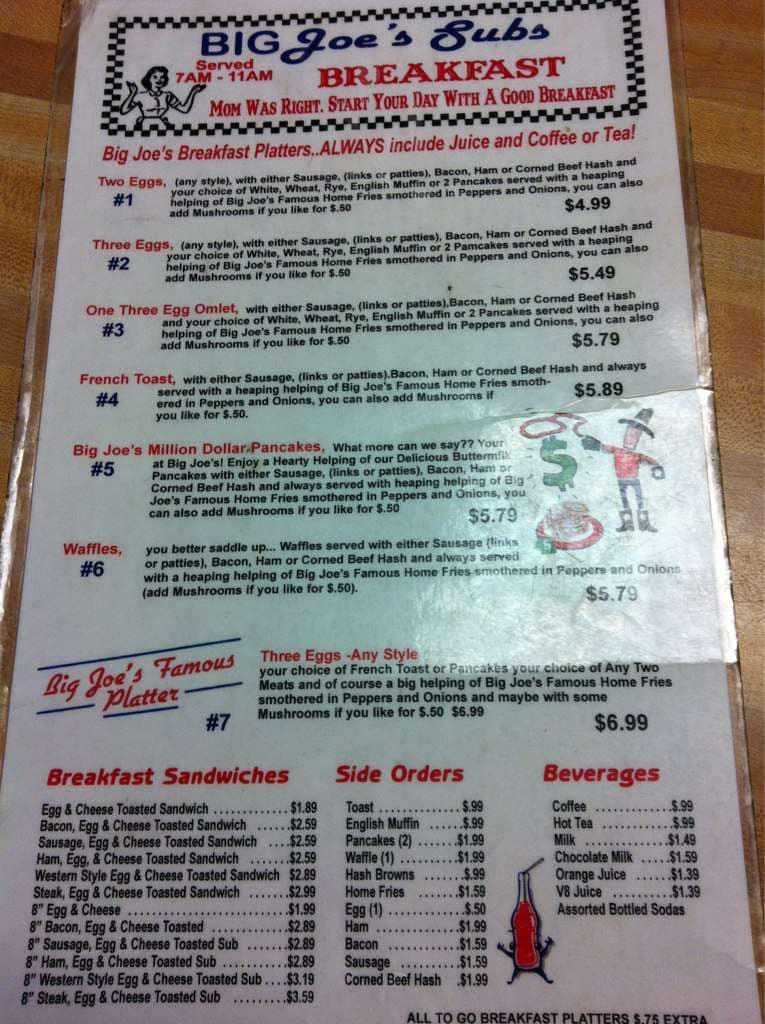 BIG Joe's Subs
Served
7AM - 11AM
BREAKFAST
MOM WAS RIGHT. START YOUR DAY WITH A GOOD BREAKFAST
Big Joe's Breakfast Platters..ALWAYS include Juice and Coffee or Tea!
Two Eggs, (any style), with either Sausage, (links or patties), Bacon, Ham or Corned Beef Hash and
#1 your choice of White, Wheat, Rye, English Muffin or 2 Pancakes served with a heaping
helping of Big Joe's Famous Home Fries smothered in Peppers and Onions, you can also
add Mushrooms if you like for $.50 $4.99
Three Eggs, (any style), with either Sausage, (links or patties), Bacon, Ham or Corned Beef Hash and
#2 your choice of White, Wheat, Rye, English Muffin or 2 Pamcakes served with a heaping
helping of Big Joe's Famous Home Fries smothered in Peppers and Onions, you can also
add Mushrooms if you like for $.50 $5.49
One Three Egg Omlet, with either Sausage, (links or patties),Bacon, Ham or Corned Beef Hash
#3 and your choice of White, Wheat, Rye, English Muffin or 2 Pancakes served with a heaping
helping of Big Joe's Famous Home Fries smothered in Peppers and Onions, you can also
add Mushrooms if you like for $.50 $5.79
French Toast, with either Sausage, (links or patties).Bacon, Ham or Corned Beef Hash and always
#4 served with a heaping helping of Big Joe's Famous Home Fries smoth-
ered in Peppers and Onions, you can also add Mushrooms if $5.89
you like for $.50.
Big Joe's Million Dollar Pancakes, What more can we say?? Your
#5 at Big Joe's! Enjoy a Hearty Helping of our Delicious Buttermilk
Pancakes with either Sausage, (links or patties), Bacon, Ham or
Corned Beef Hash and always served with heaping helping of Big
Joe's Famous Home Fries smothered in Peppers and Onions, you
can also add Mushrooms if you like for $.50 $5.79
Waffles, you better saddle up... Waffles served with either Sausage (links
#6 or patties), Bacon, Ham or Corned Beef Hash and always served
with a heaping helping of Big Joe's Famous Home Fries smothered in Peppers and Onions
(add Mushrooms if you like for $.50). $5.79
Big Joe's Famous
Platter
#7
Three Eggs -Any Style
your choice of French Toast or Pancakes your choice of Any Two
Meats and of course a big helping of Big Joe's Famous Home Fries
smothered in Peppers and Onions and maybe with some
Mushrooms if you like for $.50 $6.99
$6.99
Breakfast Sandwiches
Egg & Cheese Toasted Sandwich ............$1.89
Bacon, Egg & Cheese Toasted Sandwich ......$2.59
Sausage, Egg & Cheese Toasted Sandwich ....$2.59
Ham, Egg, & Cheese Toasted Sandwich .......$2.59
Western Style Egg & Cheese Toasted Sandwich $2.89
Steak, Egg & Cheese Toasted Sandwich .......$2.99
8" Egg & Cheese ..........................$1.99
8" Bacon, Egg & Cheese Toasted ............$2.89
8" Sausage, Egg & Cheese Toasted Sub .......$2.89
8" Ham, Egg & Cheese Toasted Sub ..........$2.89
8" Western Style Egg & Cheese Toasted Sub ....$3.19
8" Steak, Egg & Cheese Toasted Sub .........$3.59
Side Orders
Toast ..............$.99
English Muffin ......$.99
Pancakes (2) .......$1.99
Waffle (1) ..........$1.99
Hash Browns .......$.99
Home Fries ........$1.59
Egg (1) .............$.50
Ham ..............$1.99
Bacon .............$1.59
Sausage ...........$1.59
Corned Beef Hash .$1.99
Beverages
Coffee ............$.99
Hot Tea ...........$.99
Milk .............$1.49
Chocolate Milk .....$1.59
Orange Juice ......$1.39
V8 Juice ..........$1.39
Assorted Bottled Sodas
ALL TO GO BREAKFAST PLATTERS $.75 EXTRA